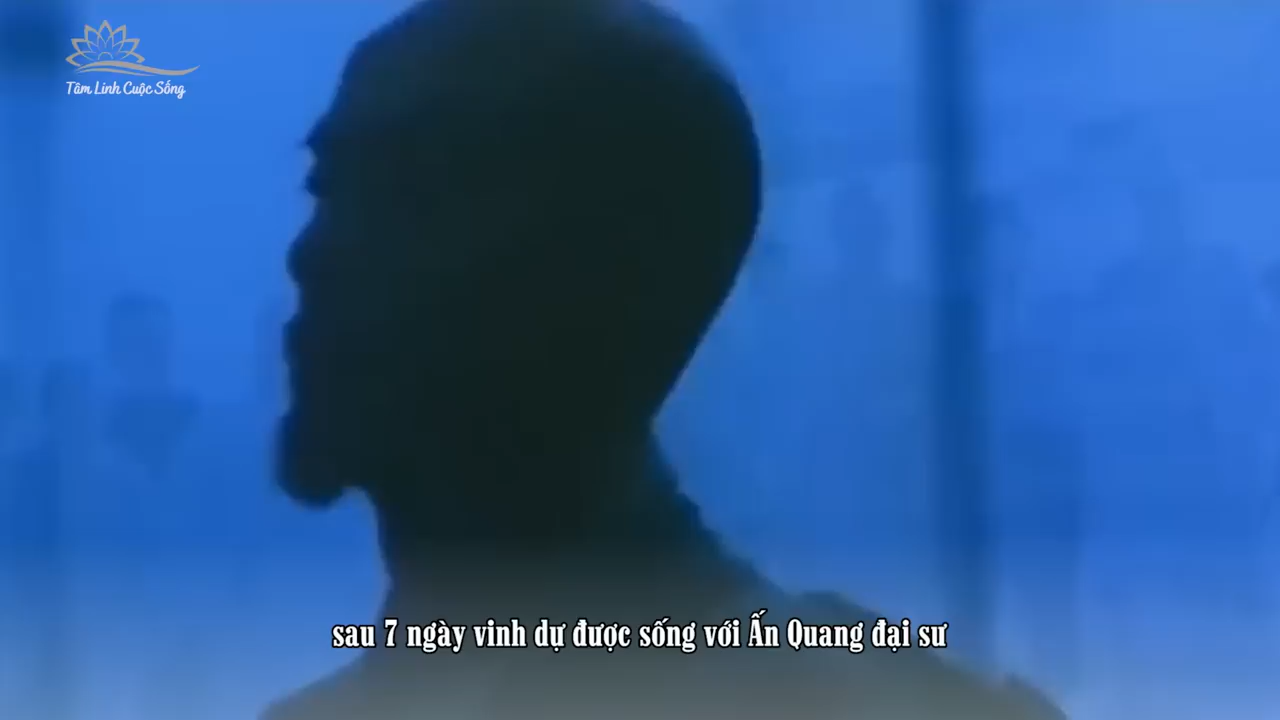 Tâm Linh Cuộc Sống
sau 7 ngày vinh dự được sống với Ấn Quang đại sư